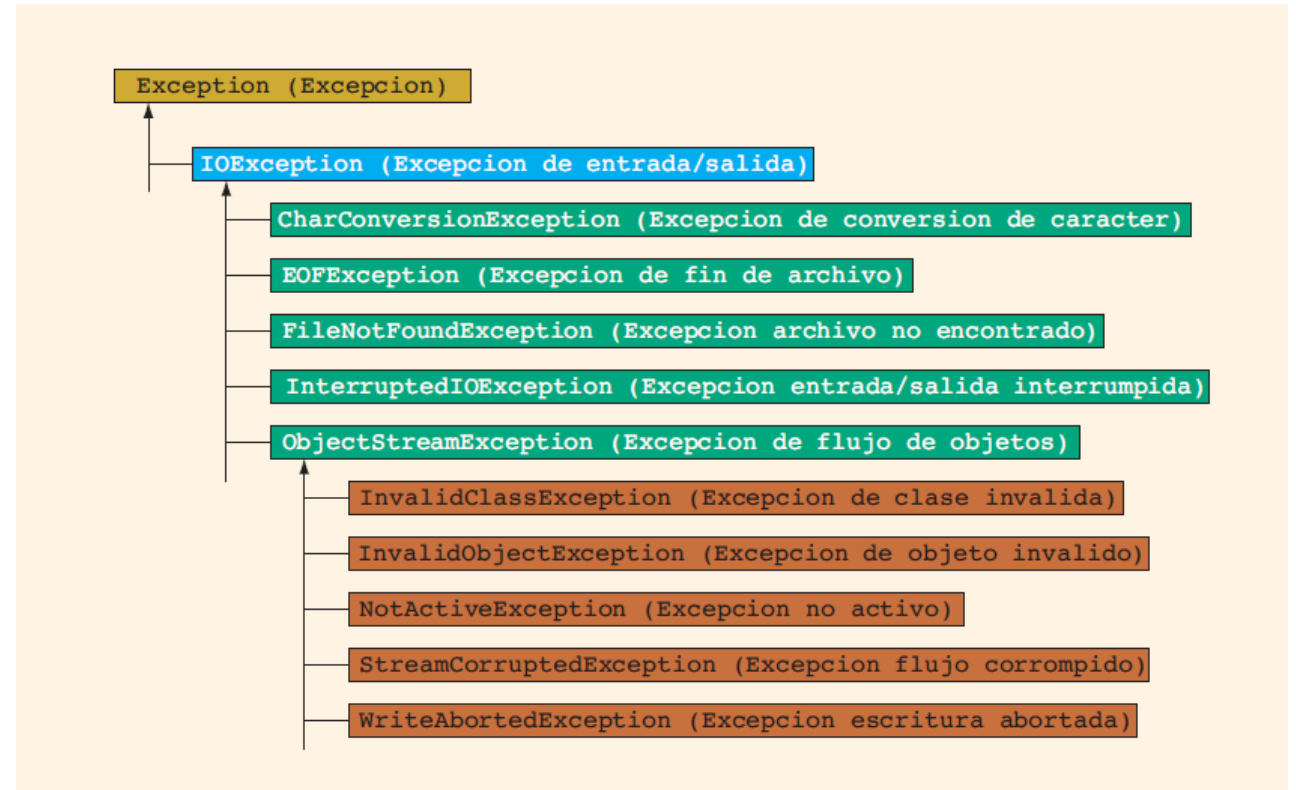 Exception (Excepcion)
IOException (Excepcion de entrada/salida)
CharConversionException (Excepcion de conversion de caracter)
EOFException (Excepcion de fin de archivo)
FileNotFoundException (Excepcion archivo no encontrado)
InterruptedIOException (Excepcion entrada/salida interrumpida)
ObjectStreamException (Excepcion de flujo de objetos)
InvalidClassException (Excepcion de clase invalida)
InvalidObjectException (Excepcion de objeto invalido)
NotActiveException (Excepcion no activo)
StreamCorruptedException (Excepcion flujo corrompido)
WriteAbortedException (Excepcion escritura abortada)